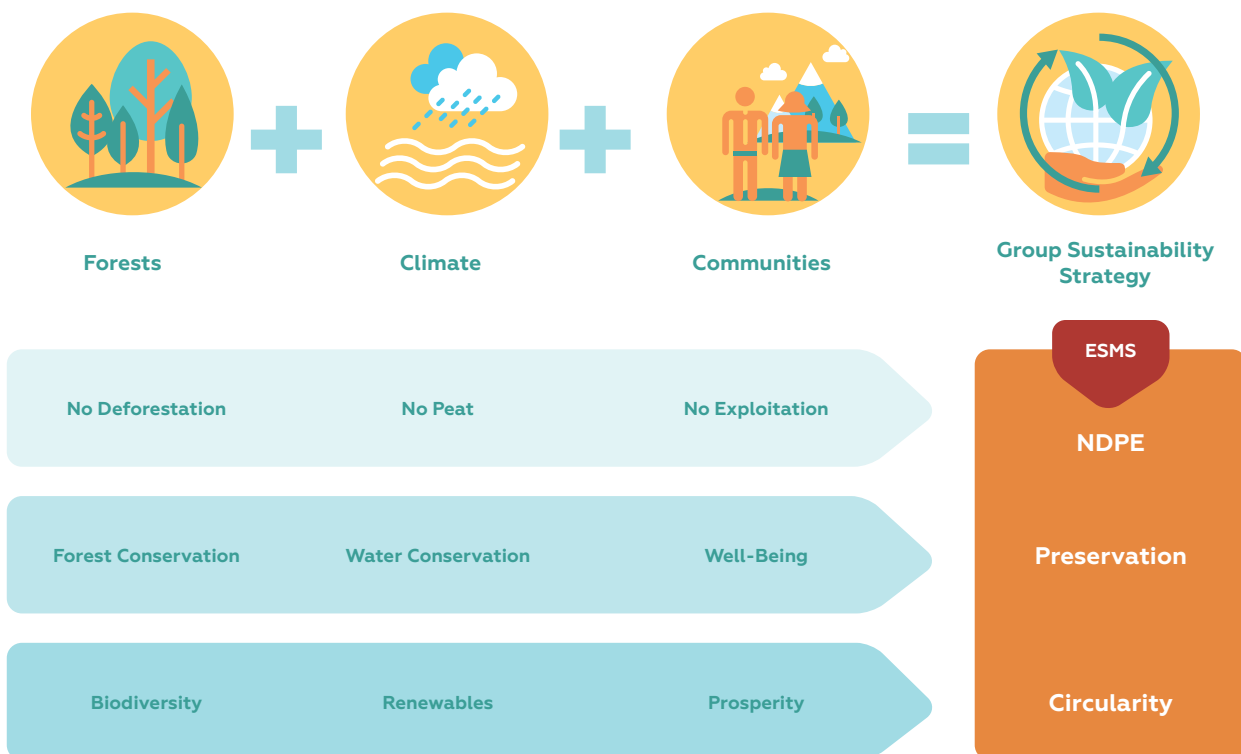 Forests
Climate
Communities
Group Sustainability
Strategy
ESMS
No Deforestation
No Peat
No Exploitation
NDPE
Forest Conservation
Water Conservation
Well-Being
Preservation
Biodiversity
Renewables
Prosperity
Circularity